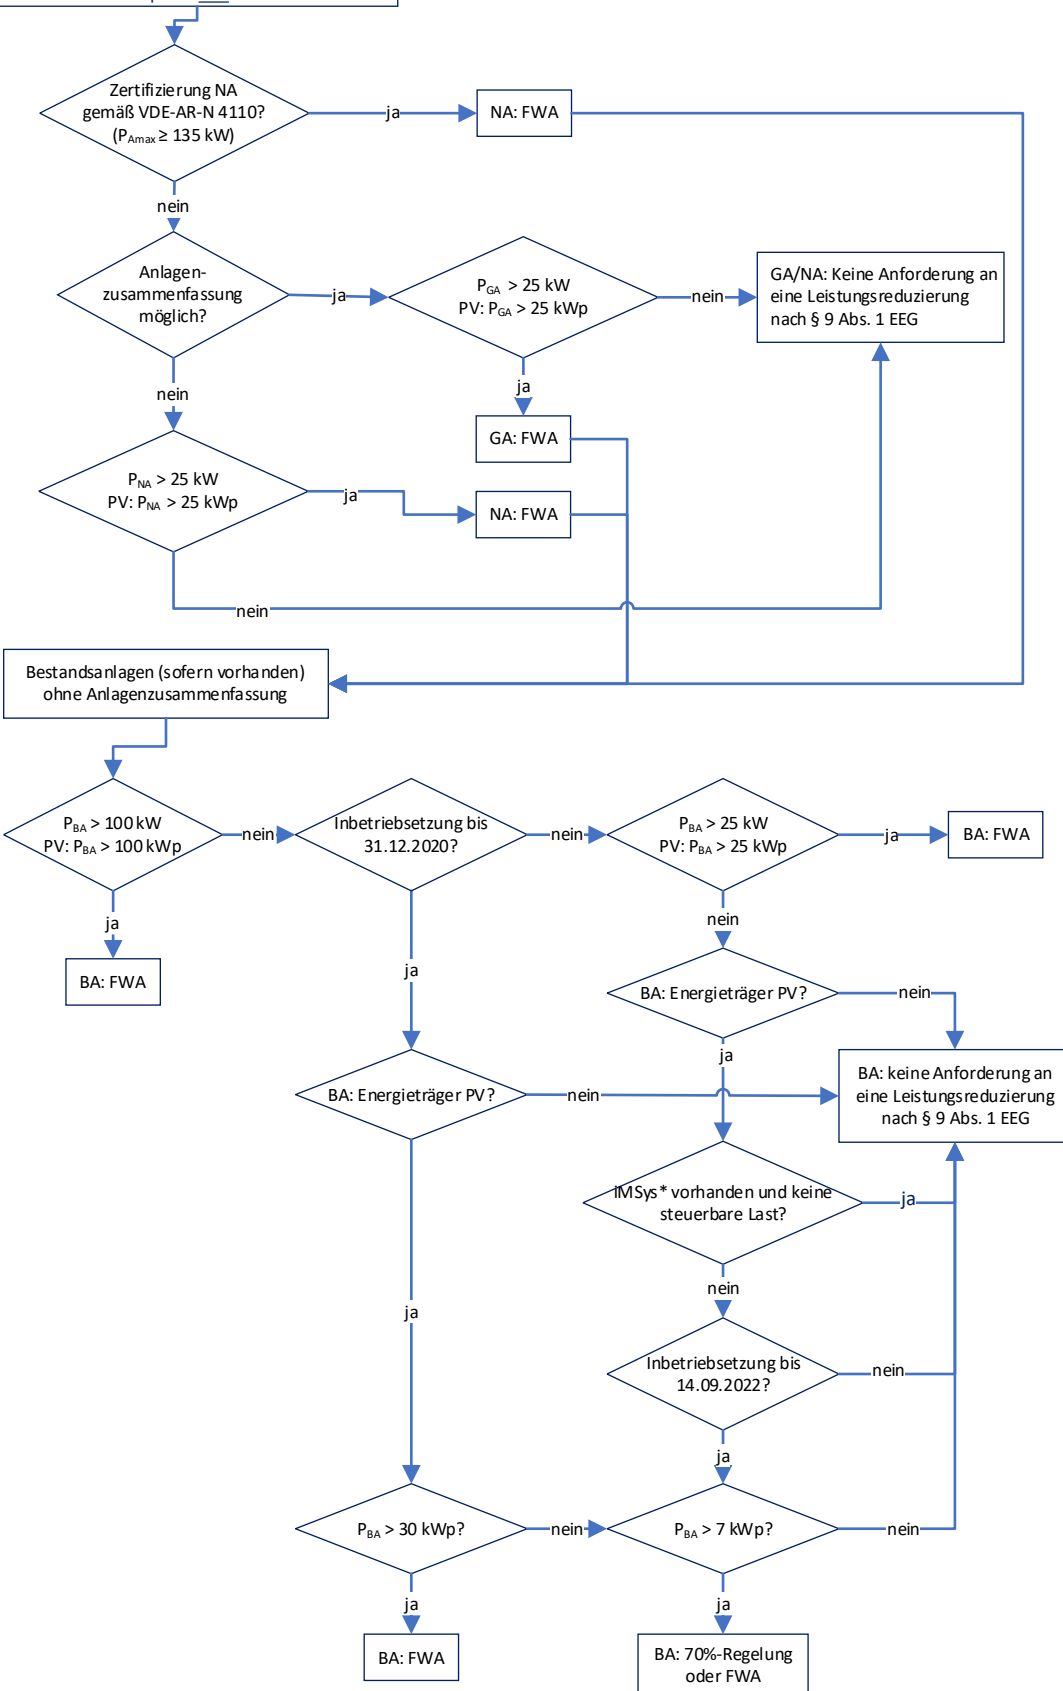 Zertifizierung NA
gemäß VDE-AR-N 4110?
(PAmax ≥ 135 kW)
ja
NA: FWA
nein
Anlagen-
zusammenfassung
möglich?
ja
PGA > 25 kW
PV: PGA > 25 kWp
nein
GA/NA: Keine Anforderung an
eine Leistungsreduzierung
nach § 9 Abs. 1 EEG
nein
ja
GA: FWA
PNA > 25 kW
PV: PNA > 25 kWp
ja
NA: FWA
nein
Bestandsanlagen (sofern vorhanden)
ohne Anlagenzusammenfassung
PBA > 100 kW
PV: PBA > 100 kWp
nein
Inbetriebsetzung bis
31.12.2020?
nein
PBA > 25 kW
PV: PBA > 25 kWp
ja
BA: FWA
ja
BA: FWA
ja
nein
BA: Energieträger PV?
nein
ja
BA: Energieträger PV?
nein
BA: keine Anforderung an
eine Leistungsreduzierung
nach § 9 Abs. 1 EEG
iMSys* vorhanden und keine
steuerbare Last?
ja
nein
ja
Inbetriebsetzung bis
14.09.2022?
nein
ja
PBA > 30 kWp?
nein
PBA > 7 kWp?
nein
ja
ja
BA: FWA
BA: 70%-Regelung
oder FWA